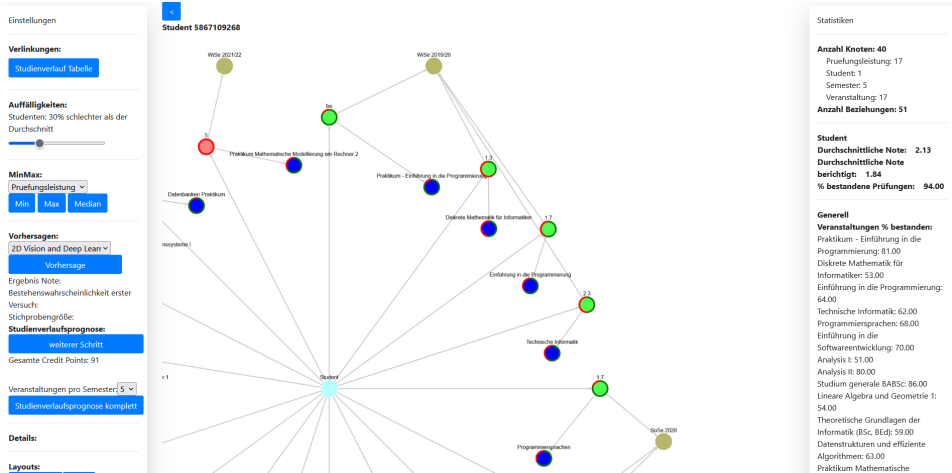 Einstellungen
Verlinkungen:
Studienverlauf Tabelle
Auffälligkeiten:
Studenten: 30% schlechter als der
Durchschnitt
MinMax:
Pruefungsleistung
Min
Max
Median
Vorhersagen:
2D Vision and Deep Learn
Vorhersage
Ergebnis Note:
Bestehenswahrscheinlichkeit erster
Versuch:
Stichprobengröße:
Studienverlaufsprognose:
weiterer Schritt
Gesamte Credit Points: 91
Veranstaltungen pro Semester: 5
Studienverlaufsprognose komplett
Details:
Layouts:
<
Student 5867109268
WiSe 2021/22
WiSe 2019/20
be
5
Praktikum Mathematische Modellierung am Rechner 2
1.3
Praktikum - Einführung in die Programmierung
Datenbanken Praktikum
Diskrete Mathematik für Informatiker
1.7
mssysteme I
Einführung in die Programmierung
2.3
Technische Informatik
r 1
Student
1.7
SoSe 2020
Programmiersprachen
Statistiken
Anzahl Knoten: 40
Pruefungsleistung: 17
Student: 1
Semester: 5
Veranstaltung: 17
Anzahl Beziehungen: 51
Student
Durchschnittliche Note: 2.13
Durchschnittliche Note
berichtigt: 1.84
% bestandene Prüfungen: 94.00
Generell
Veranstaltungen % bestanden:
Praktikum - Einführung in die
Programmierung: 81.00
Diskrete Mathematik für
Informatiker: 53.00
Einführung in die Programmierung:
64.00
Technische Informatik: 62.00
Programmiersprachen: 68.00
Einführung in die
Softwareentwicklung: 70.00
Analysis I: 51.00
Analysis II: 80.00
Studium generale BABSc: 86.00
Lineare Algebra und Geometrie 1:
54.00
Theoretische Grundlagen der
Informatik (BSc, BEd): 59.00
Datenstrukturen und effiziente
Algorithmen: 63.00
Praktikum Mathematische